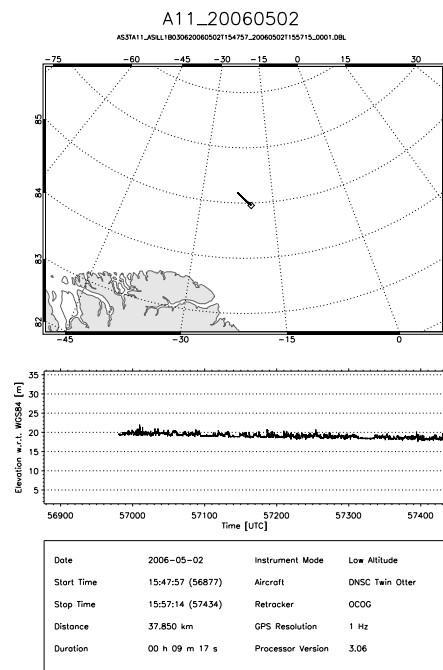 A11_20060502
AS3TA11_ASILL1B030620060502T154757_20060502T155715_0001.DBL
-75 -60 -45 -30 -15 0 15 30
85
84
83
82
-45 -30 -15 0
Elevation w.r.t. WGS84 [m]
35
30
25
20
15
10
5
56900 57000 57100 57200 57300 57400
Time [UTC]
Date 2006-05-02 Instrument Mode Low Altitude
Start Time 15:47:57 (56877) Aircraft DNSC Twin Otter
Stop Time 15:57:14 (57434) Retracker OCOG
Distance 37.850 km GPS Resolution 1 Hz
Duration 00 h 09 m 17 s Processor Version 3.06